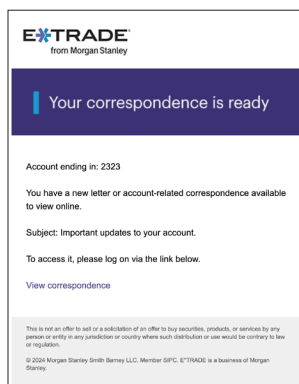 E*TRADE®
from Morgan Stanley
Your correspondence is ready
Account ending in: 2323
You have a new letter or account-related correspondence available
to view online.
Subject: Important updates to your account.
To access it, please log on via the link below.
View correspondence
This is not an offer to sell or a solicitation of an offer to buy securities, products, or services by any
person or entity in any jurisdiction or country where such distribution or use would be contrary to law
or regulation.
© 2024 Morgan Stanley Smith Barney LLC. Member SIPC. E*TRADE is a business of Morgan
Stanley.